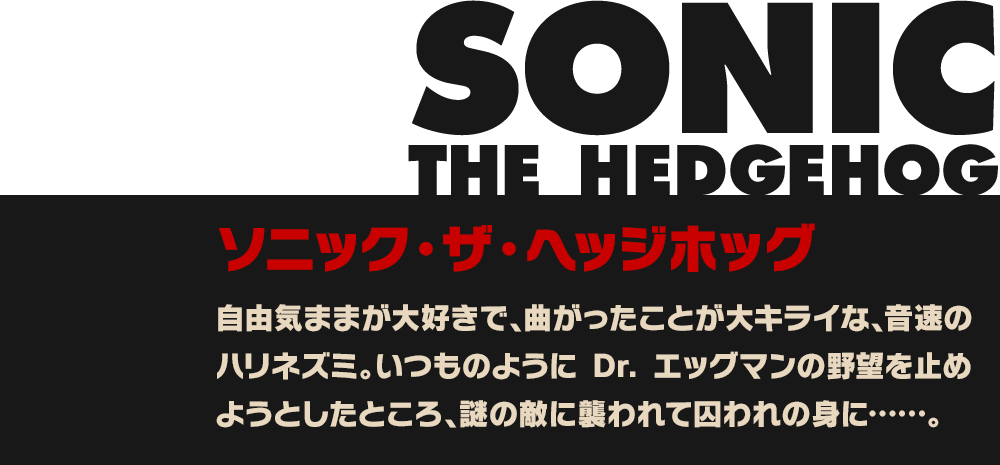 SONIC
THE HEDGEHOG
ソニック・ザ・ヘッジホッグ
自由気ままが大好きで、曲がったことが大キライな、音速の
ハリネズミ。いつものように Dr. エッグマンの野望を止め
ようとしたところ、謎の敵に襲われて囚われの身に……。